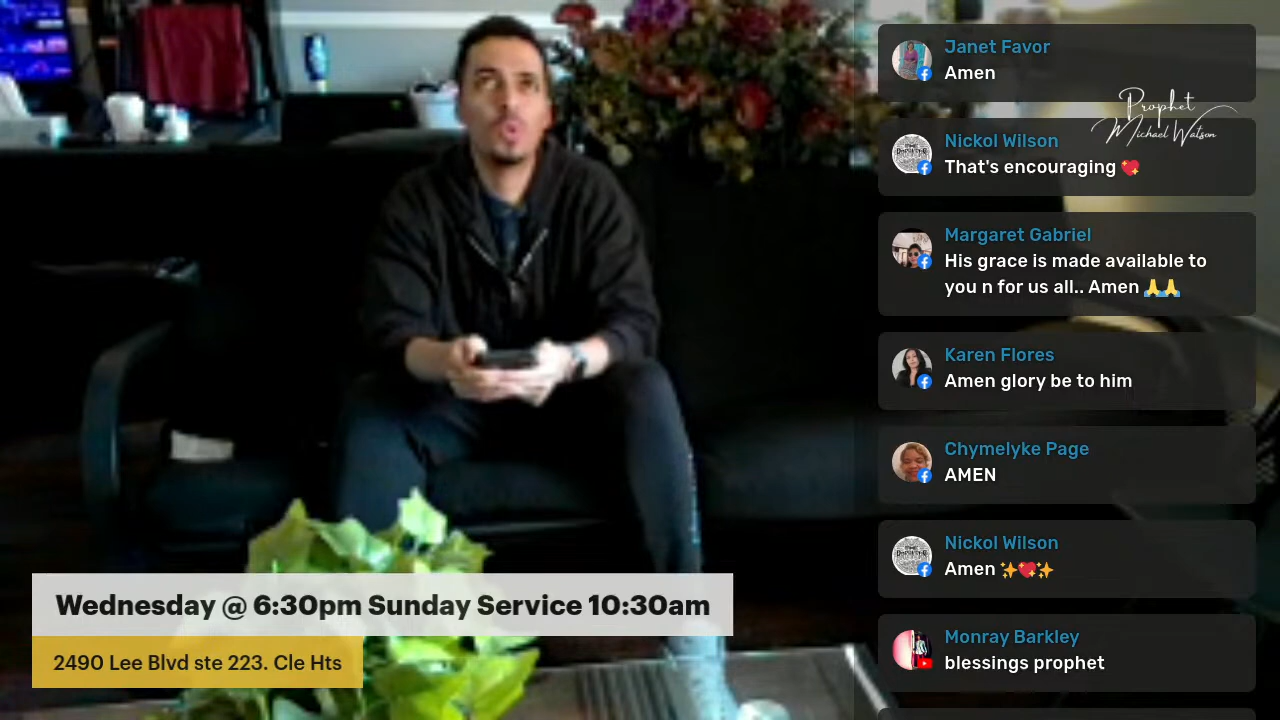 Janet Favor
Amen
Prophet
Michael Watson
Nickol Wilson
That's encouraging 💖
Margaret Gabriel
His grace is made available to
you n for us all.. Amen 🙏🙏
Karen Flores
Amen glory be to him
Chymelyke Page
AMEN
Nickol Wilson
Amen ✨💖✨
Monray Barkley
blessings prophet
Wednesday @ 6:30pm Sunday Service 10:30am
2490 Lee Blvd ste 223. Cle Hts